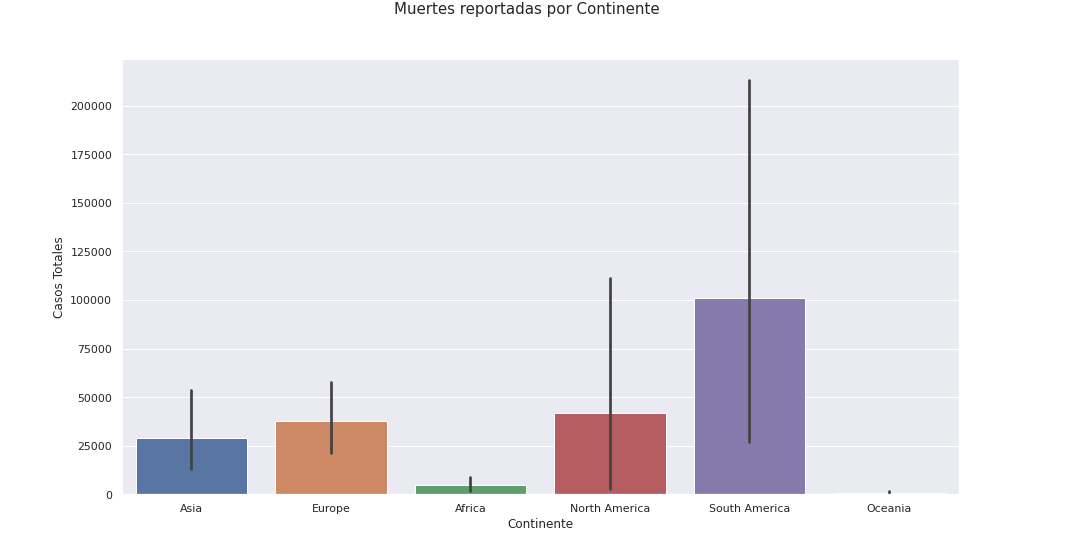 Muertes reportadas por Continente
200000
175000
150000
125000
100000
75000
50000
25000
0
Casos Totales
Asia Europe Africa North America South America Oceania
Continente